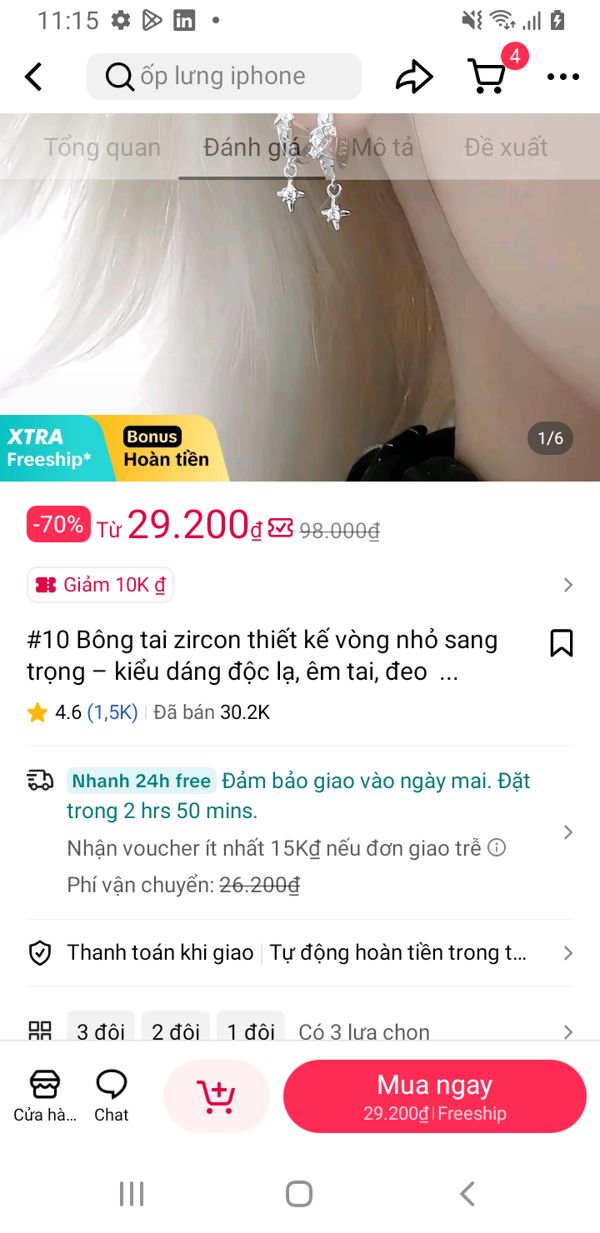 11:15
ốp lưng iphone
4
Tổng quan
Đánh giá
Mô tả
Đề xuất
XTRA
Freeship*
Bonus
Hoàn tiền
1/6
-70% Từ 29.200₫ 98.000₫
Giảm 10K ₫
#10 Bông tai zircon thiết kế vòng nhỏ sang
trọng – kiểu dáng độc lạ, êm tai, đeo ...
4.6 (1,5K) Đã bán 30.2K
Nhanh 24h free Đảm bảo giao vào ngày mai. Đặt
trong 2 hrs 50 mins.
Nhận voucher ít nhất 15K₫ nếu đơn giao trễ
Phí vận chuyển: 26.200₫
Thanh toán khi giao Tự động hoàn tiền trong t...
3 đôi 2 đôi 1 đôi Có 3 lựa chọn
Cửa hà...
Chat
Mua ngay
29.200₫ Freeship